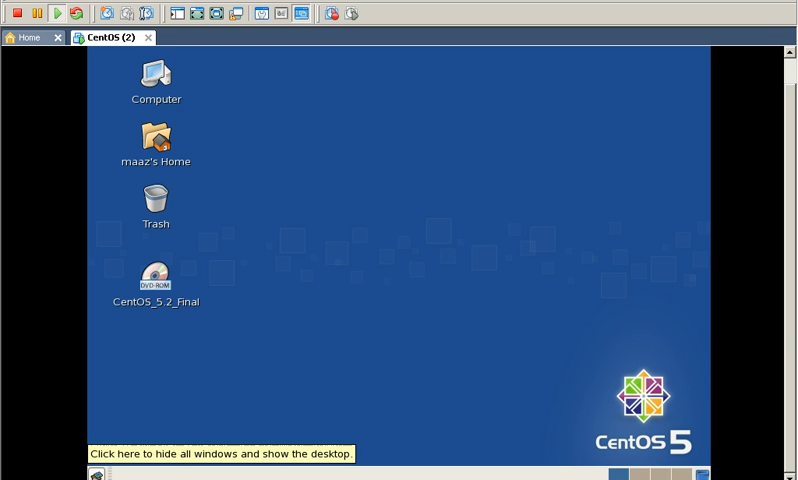 Home
CentOS (2)
Computer
maaz's Home
Trash
DVD-ROM
CentOS_5.2_Final
CentOS 5
Click here to hide all windows and show the desktop.